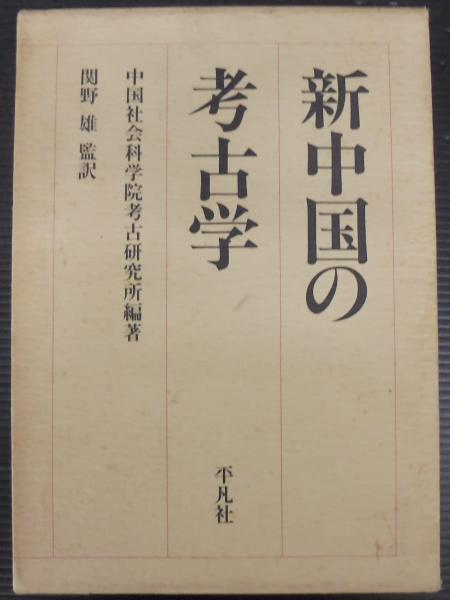 新中国の
考古学
中国社会科学院考古研究所編著
関野 雄 監訳
平凡社